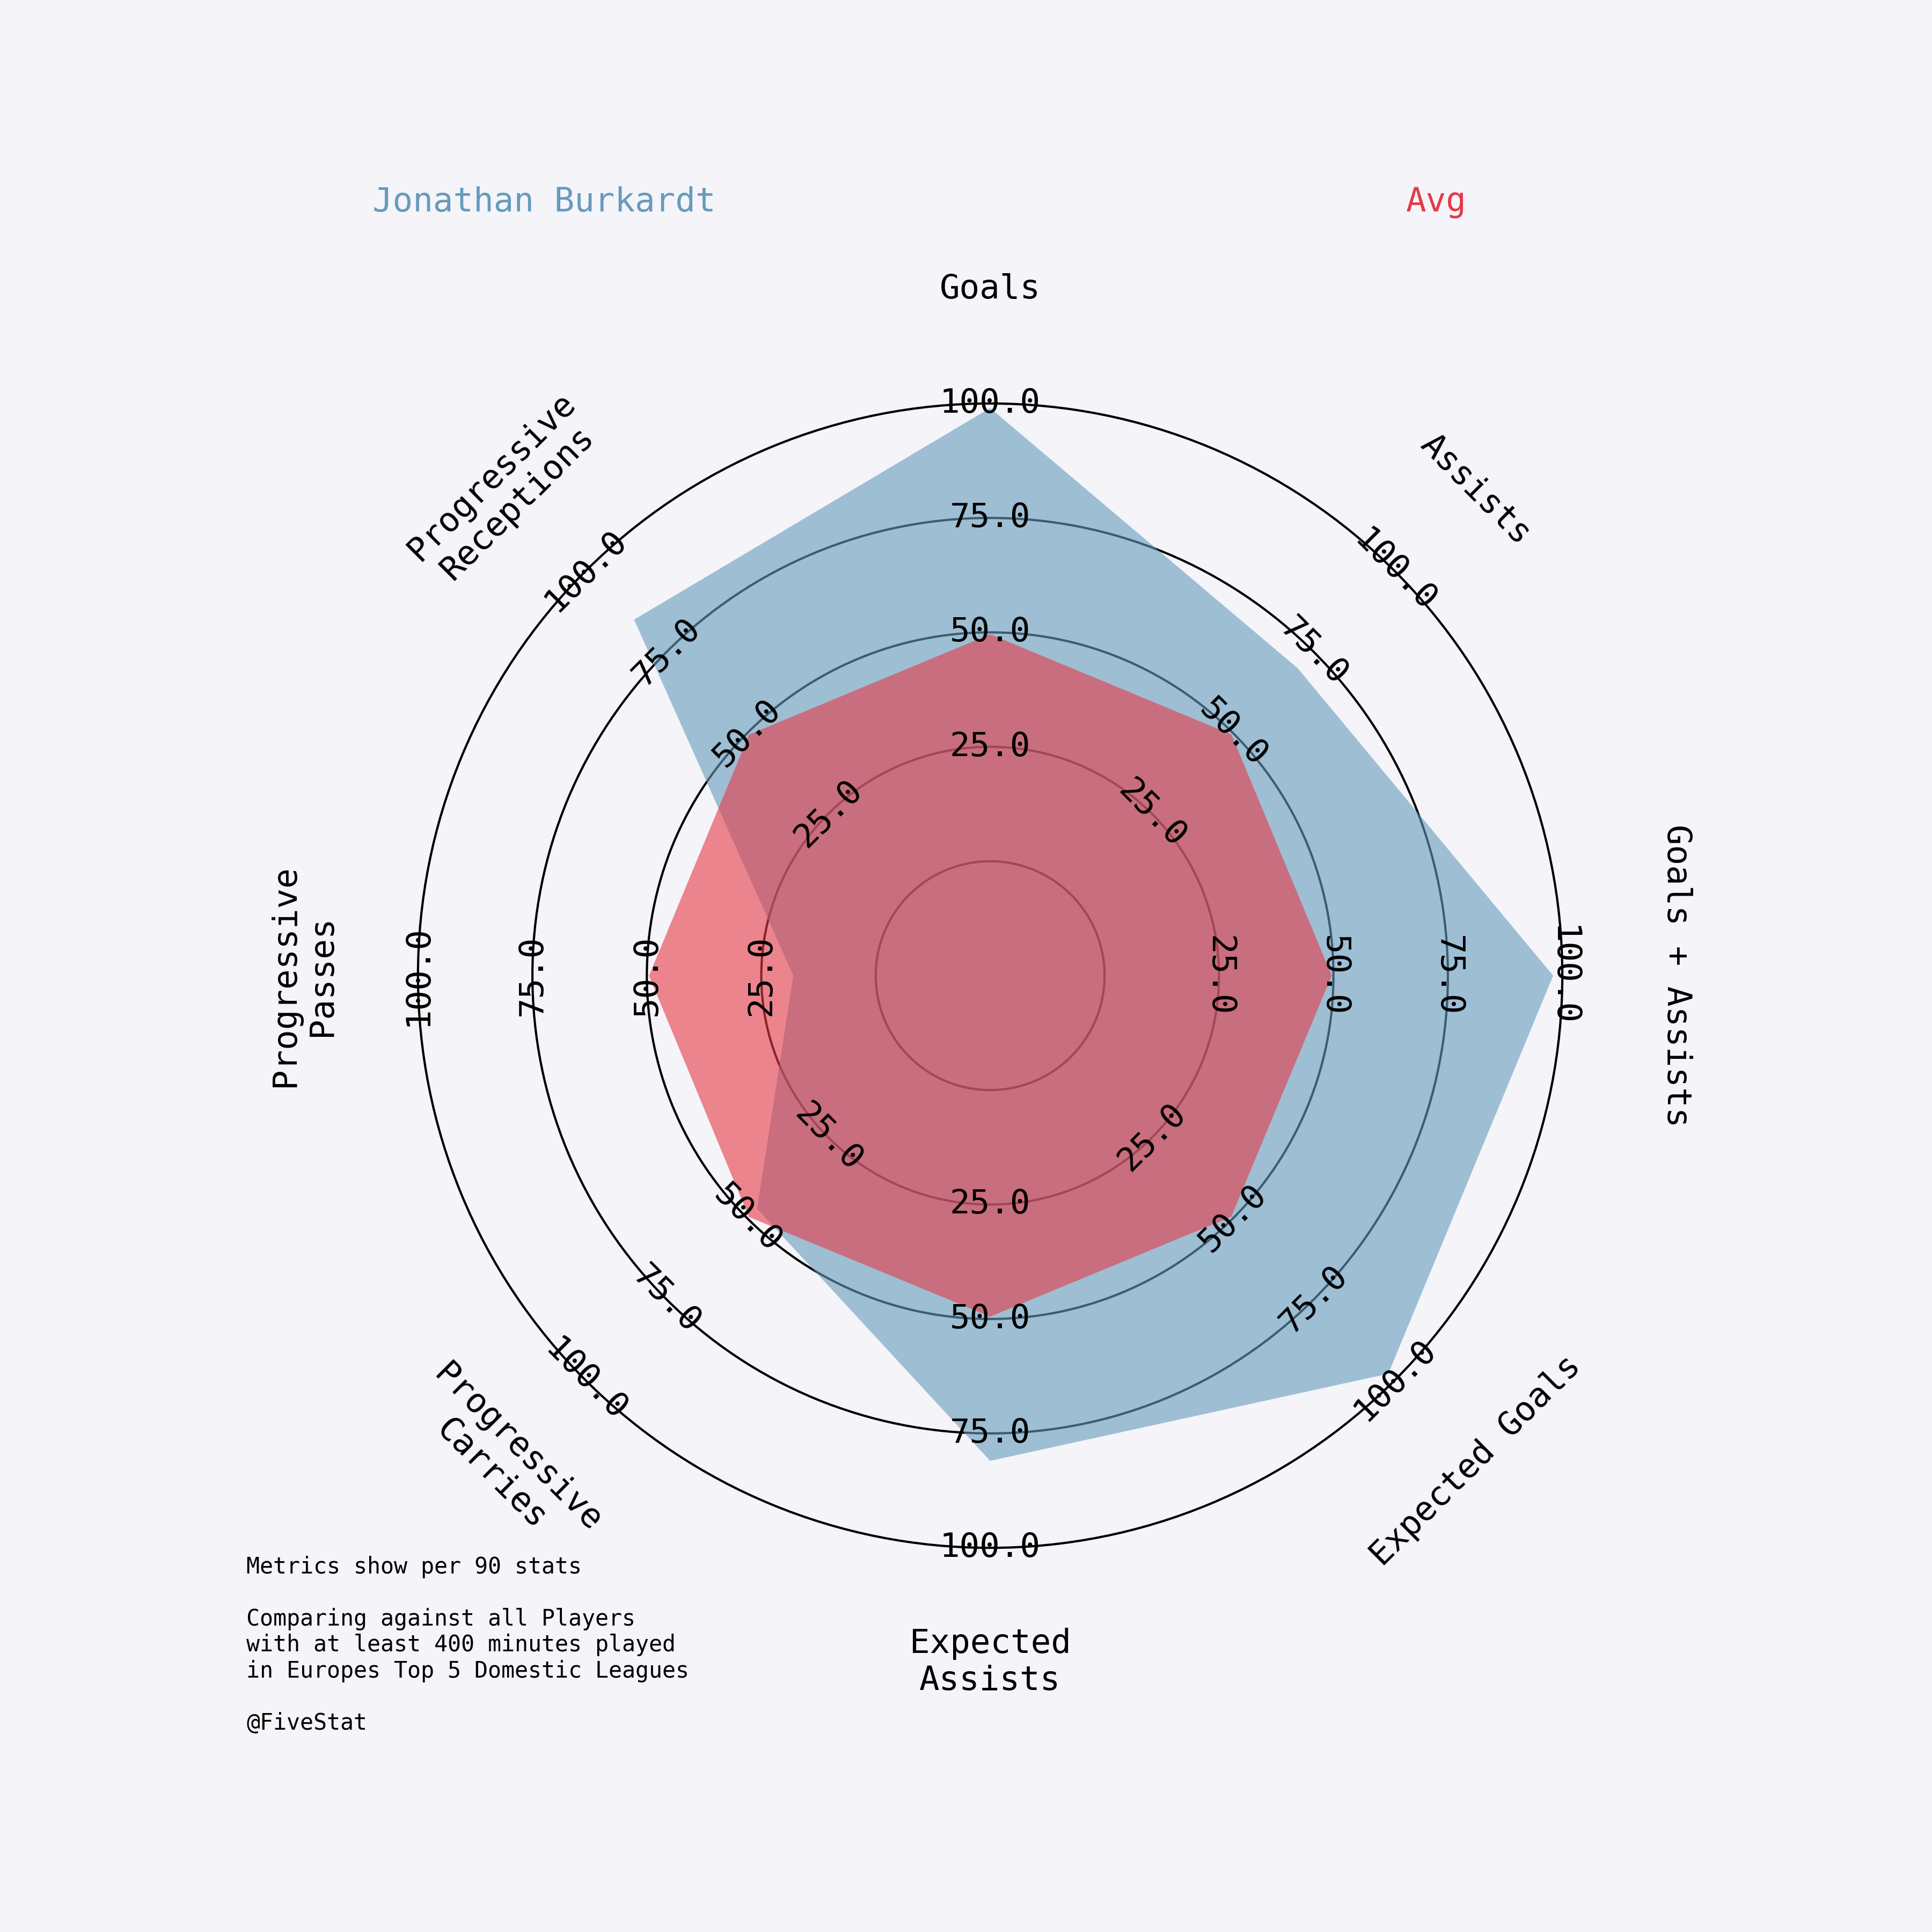 Jonathan Burkardt
Avg
Goals
Assists
Goals + Assists
Expected Goals
Expected
Assists
Progressive
Carries
Progressive
Passes
Progressive
Receptions
25.0
50.0
75.0
100.0
25.0
50.0
75.0
100.0
25.0
50.0
75.0
100.0
25.0
50.0
75.0
100.0
25.0
50.0
75.0
100.0
25.0
50.0
75.0
100.0
25.0
50.0
75.0
100.0
25.0
50.0
75.0
100.0
Metrics show per 90 stats
Comparing against all Players
with at least 400 minutes played
in Europes Top 5 Domestic Leagues
@FiveStat